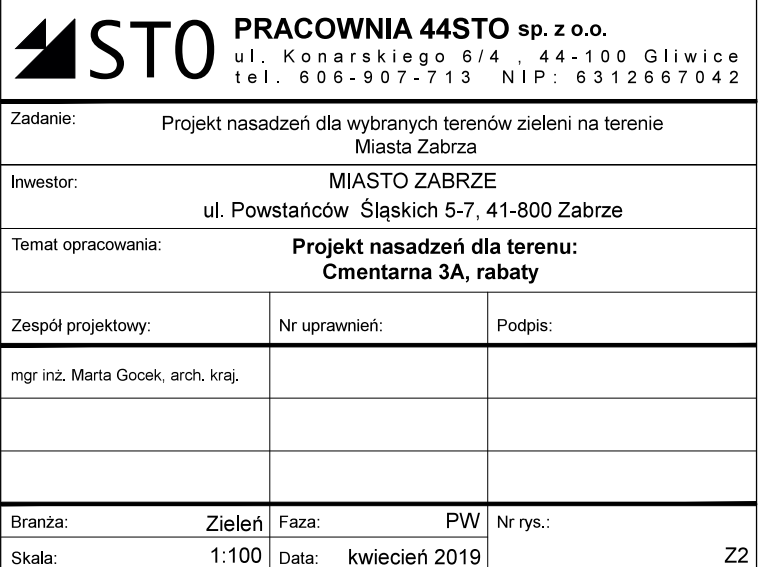 44STO
PRACOWNIA 44STO sp. z o.o.
ul. Konarskiego 6/4 , 44-100 Gliwice
tel. 606-907-713 NIP: 6312667042
Zadanie: Projekt nasadzeń dla wybranych terenów zieleni na terenie
Miasta Zabrza
Inwestor: MIASTO ZABRZE
ul. Powstańców Śląskich 5-7, 41-800 Zabrze
Temat opracowania: Projekt nasadzeń dla terenu:
Cmentarna 3A, rabaty
Zespół projektowy: Nr uprawnień: Podpis:
mgr inż. Marta Gocek, arch. kraj.
Branża: Zieleń Faza: PW Nr rys.:
Skala: 1:100 Data: kwiecień 2019 Z2